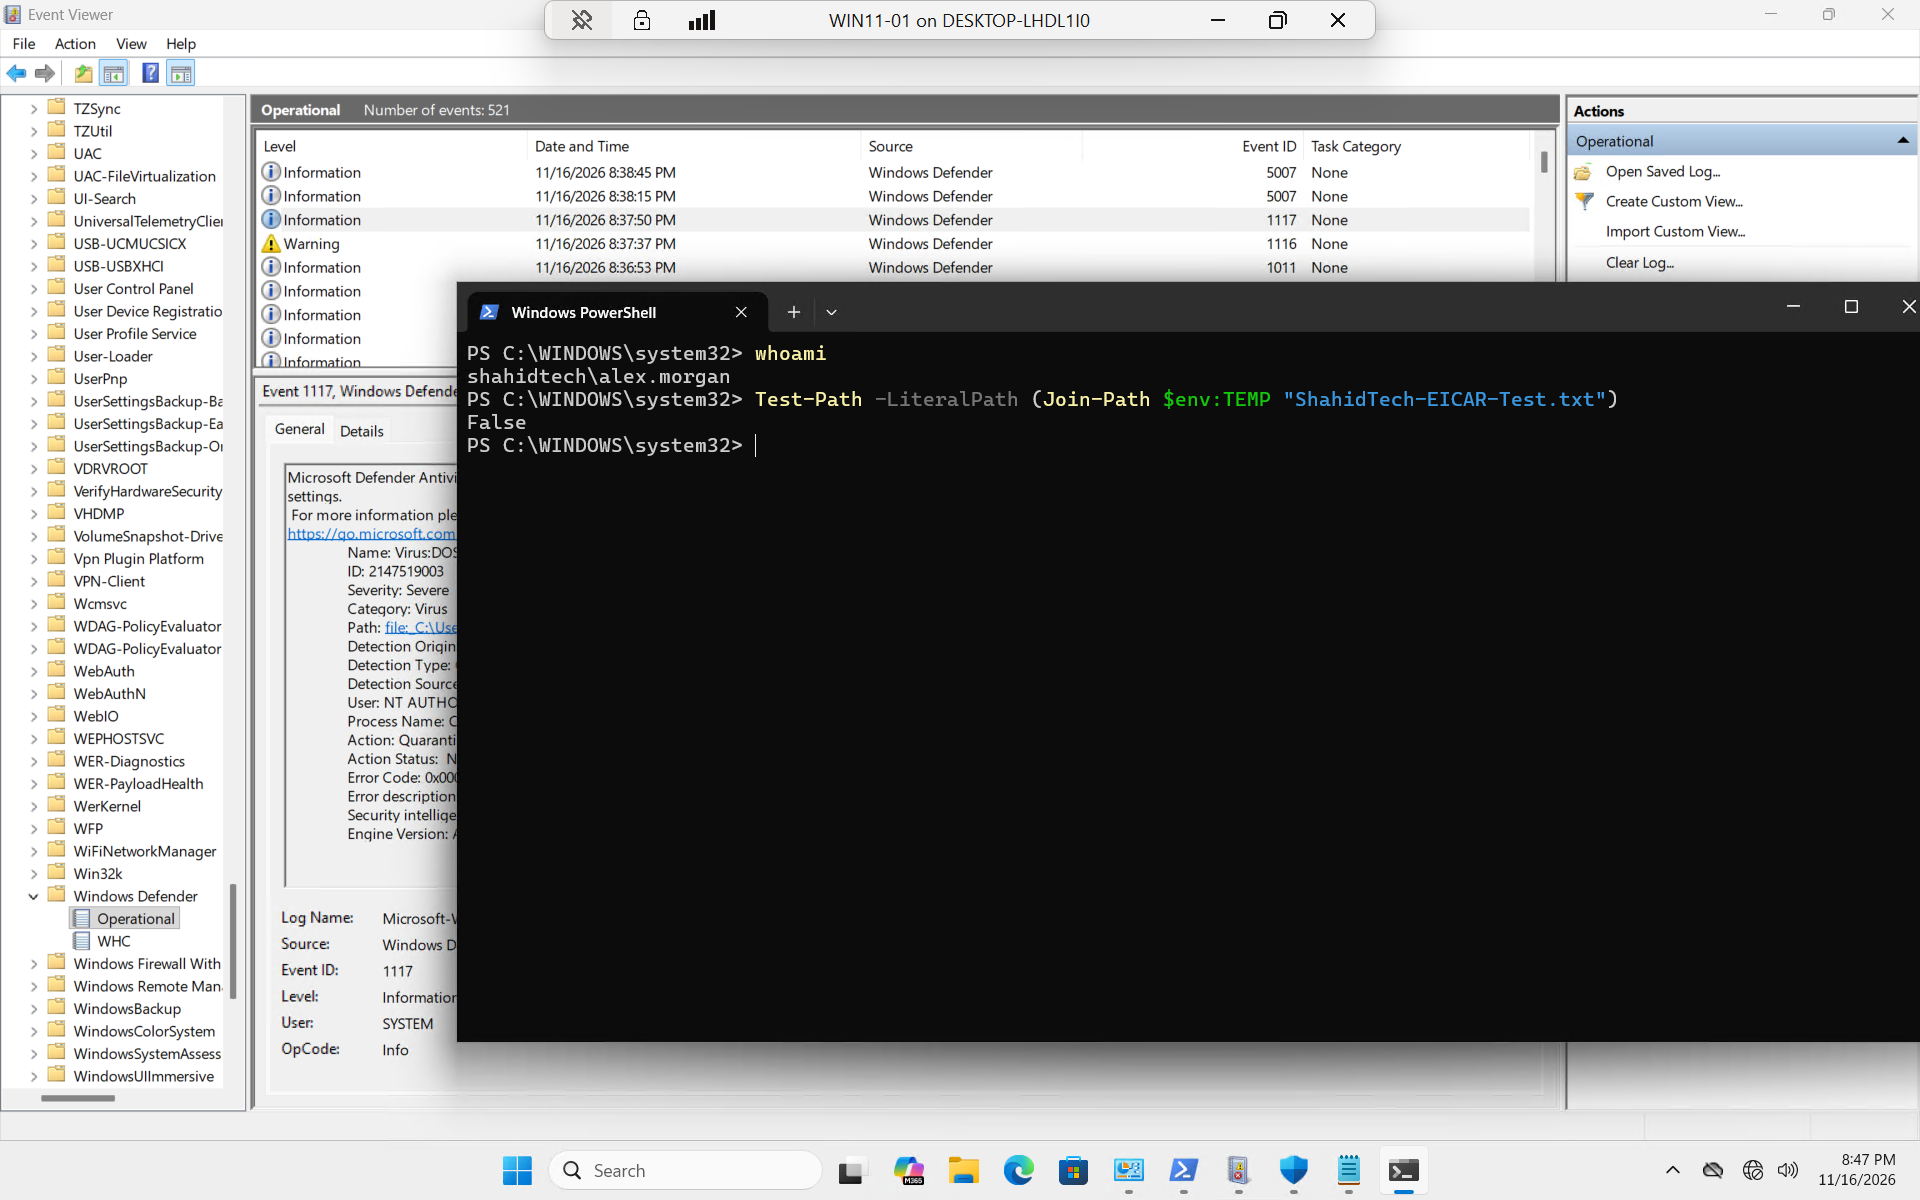 Event Viewer
WIN11-01 on DESKTOP-LHDL1I0
File Action View Help
TZSync
TZUtil
UAC
UAC-FileVirtualization
UI-Search
UniversalTelemetryClien
USB-UCMUCSICX
USB-USBXHCI
User Control Panel
User Device Registratio
User Profile Service
User-Loader
UserPnp
UserSettingsBackup-Ba
UserSettingsBackup-Ea
UserSettingsBackup-Or
VDRVROOT
VerifyHardwareSecurity
VHDMP
VolumeSnapshot-Drive
Vpn Plugin Platform
VPN-Client
Wcmsvc
WDAG-PolicyEvaluator
WDAG-PolicyEvaluator
WebAuth
WebAuthN
WebIO
WEPHOSTSVC
WER-Diagnostics
WER-PayloadHealth
WerKernel
WFP
WiFiNetworkManager
Win32k
Windows Defender
Operational
WHC
Windows Firewall With
Windows Remote Man
WindowsBackup
WindowsColorSystem
WindowsSystemAssess
WindowsUIImmersive
Operational Number of events: 521
Level Date and Time Source Event ID Task Category
Information 11/16/2026 8:38:45 PM Windows Defender 5007 None
Information 11/16/2026 8:38:15 PM Windows Defender 5007 None
Information 11/16/2026 8:37:50 PM Windows Defender 1117 None
Warning 11/16/2026 8:37:37 PM Windows Defender 1116 None
Information 11/16/2026 8:36:53 PM Windows Defender 1011 None
Information
Information
Information
Information
Event 1117, Windows Defende
General Details
Microsoft Defender Antivi
settings.
For more information ple
https://go.microsoft.com
Name: Virus:DOS
ID: 2147519003
Severity: Severe
Category: Virus
Path: file:_C:\Use
Detection Origin
Detection Type:
Detection Source
User: NT AUTHO
Process Name: C
Action: Quaranti
Action Status: N
Error Code: 0x000
Error description
Security intellige
Engine Version: A
Log Name: Microsoft-W
Source: Windows D
Event ID: 1117
Level: Information
User: SYSTEM
OpCode: Info
Actions
Operational
Open Saved Log...
Create Custom View...
Import Custom View...
Clear Log...
Windows PowerShell
PS C:\WINDOWS\system32> whoami
shahidtech\alex.morgan
PS C:\WINDOWS\system32> Test-Path -LiteralPath (Join-Path $env:TEMP "ShahidTech-EICAR-Test.txt")
False
PS C:\WINDOWS\system32>
Search
M365
8:47 PM
11/16/2026